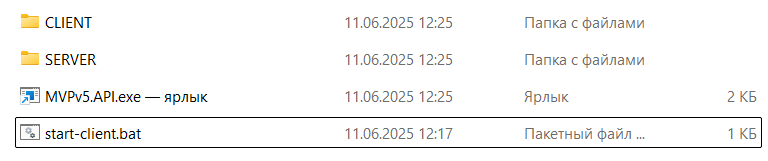 CLIENT 11.06.2025 12:25 Папка с файлами
SERVER 11.06.2025 12:25 Папка с файлами
MVPv5.API.exe — ярлык 11.06.2025 12:25 Ярлык 2 КБ
start-client.bat 11.06.2025 12:17 Пакетный файл ... 1 КБ